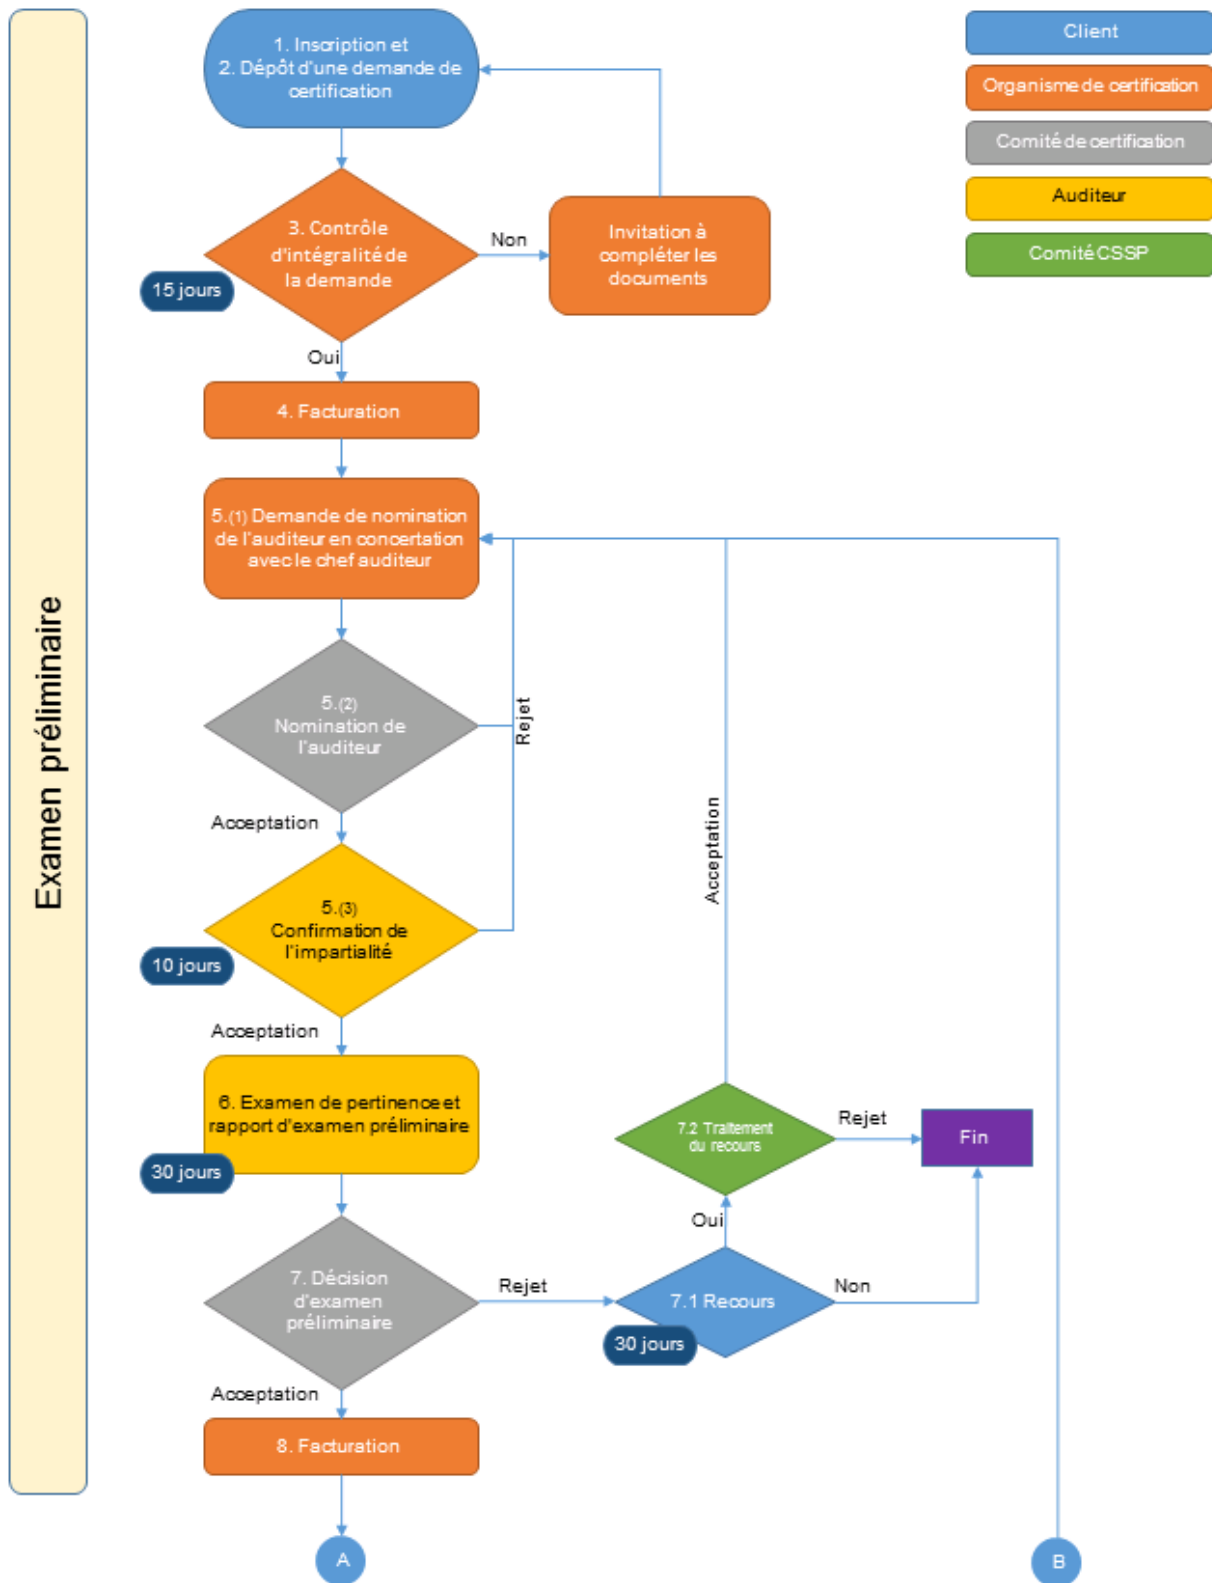 Examen préliminaire
1. Inscription et
2. Dépôt d'une demande de
certification
Client
Organisme de certification
Comité de certification
Auditeur
Comité CSSP
3. Contrôle
d'intégralité de
la demande
15 jours
Non
Invitation à
compléter les
documents
Oui
4. Facturation
5.(1) Demande de nomination
de l'auditeur en concertation
avec le chef auditeur
5.(2)
Nomination de
l'auditeur
Rejet
Acceptation
5.(3)
Confirmation de
l'impartialité
10 jours
Acceptation
Acceptation
6. Examen de pertinence et
rapport d'examen préliminaire
30 jours
7.2 Traitement
du recours
Rejet
Fin
Oui
7. Décision
d'examen
préliminaire
Rejet
7.1 Recours
Non
30 jours
Acceptation
8. Facturation
A
B